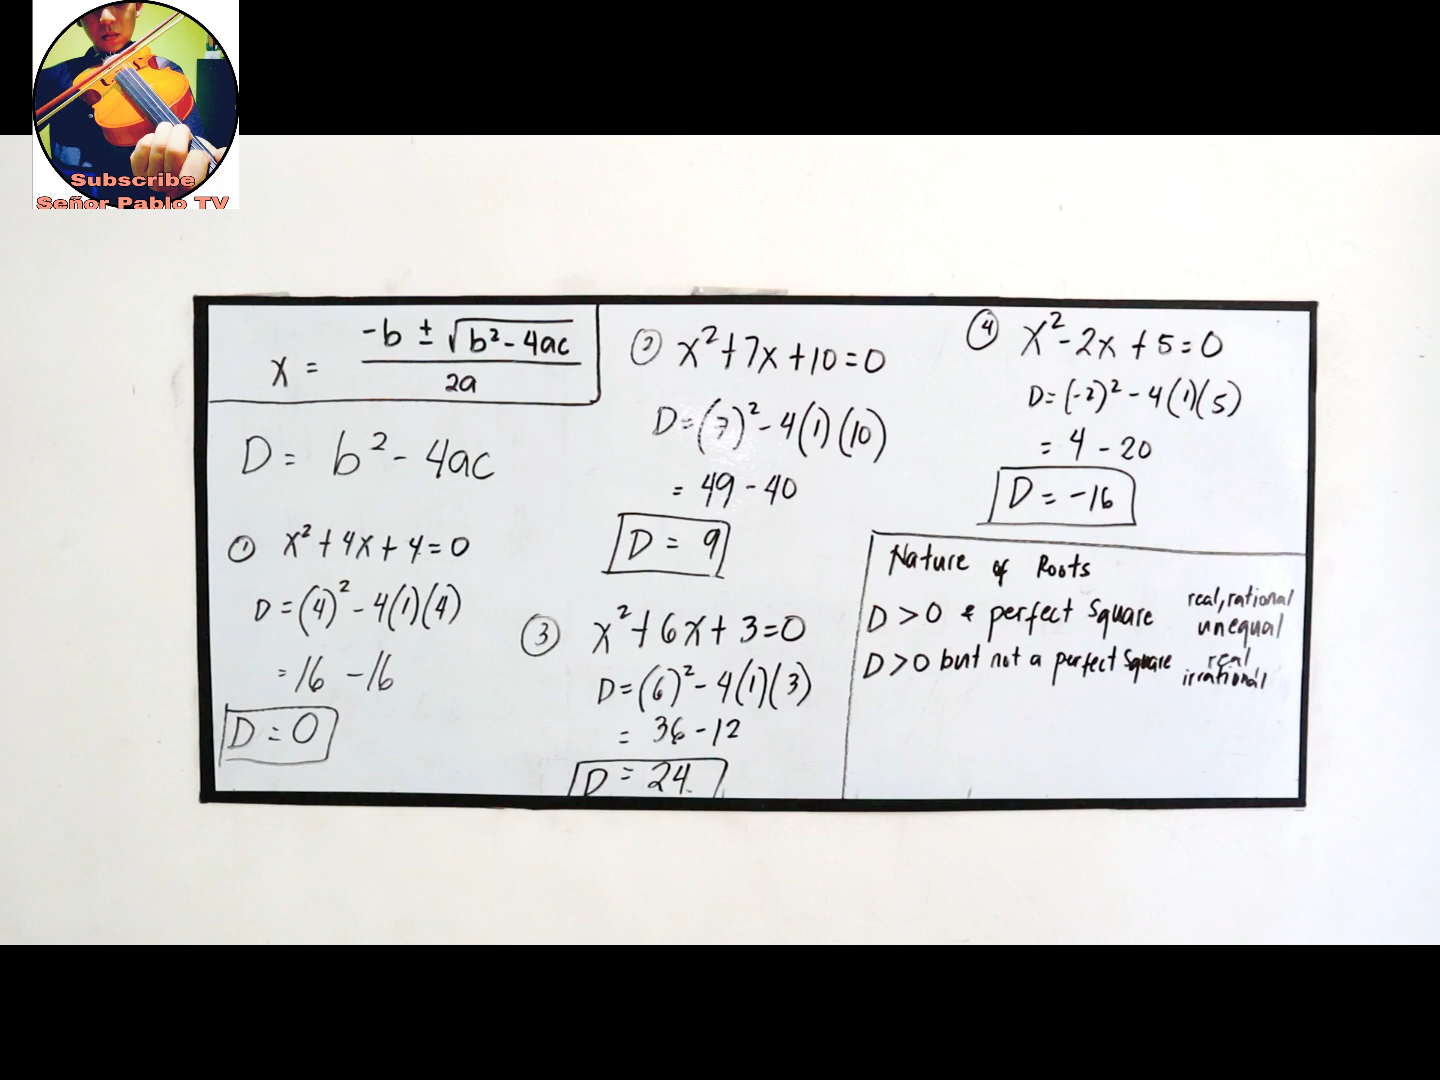 Subscribe
Señor Pablo TV
x = -b ± √b² - 4ac / 2a
D = b² - 4ac
① x² + 4x + 4 = 0
D = (4)² - 4(1)(4)
= 16 - 16
D = 0
② x² + 7x + 10 = 0
D = (7)² - 4(1)(10)
= 49 - 40
D = 9
③ x² + 6x + 3 = 0
D = (6)² - 4(1)(3)
= 36 - 12
D = 24
④ x² - 2x + 5 = 0
D = (-2)² - 4(1)(5)
= 4 - 20
D = -16
Nature of Roots
D > 0 & perfect Square real, rational
unequal
D > 0 but not a perfect Square real
irrational